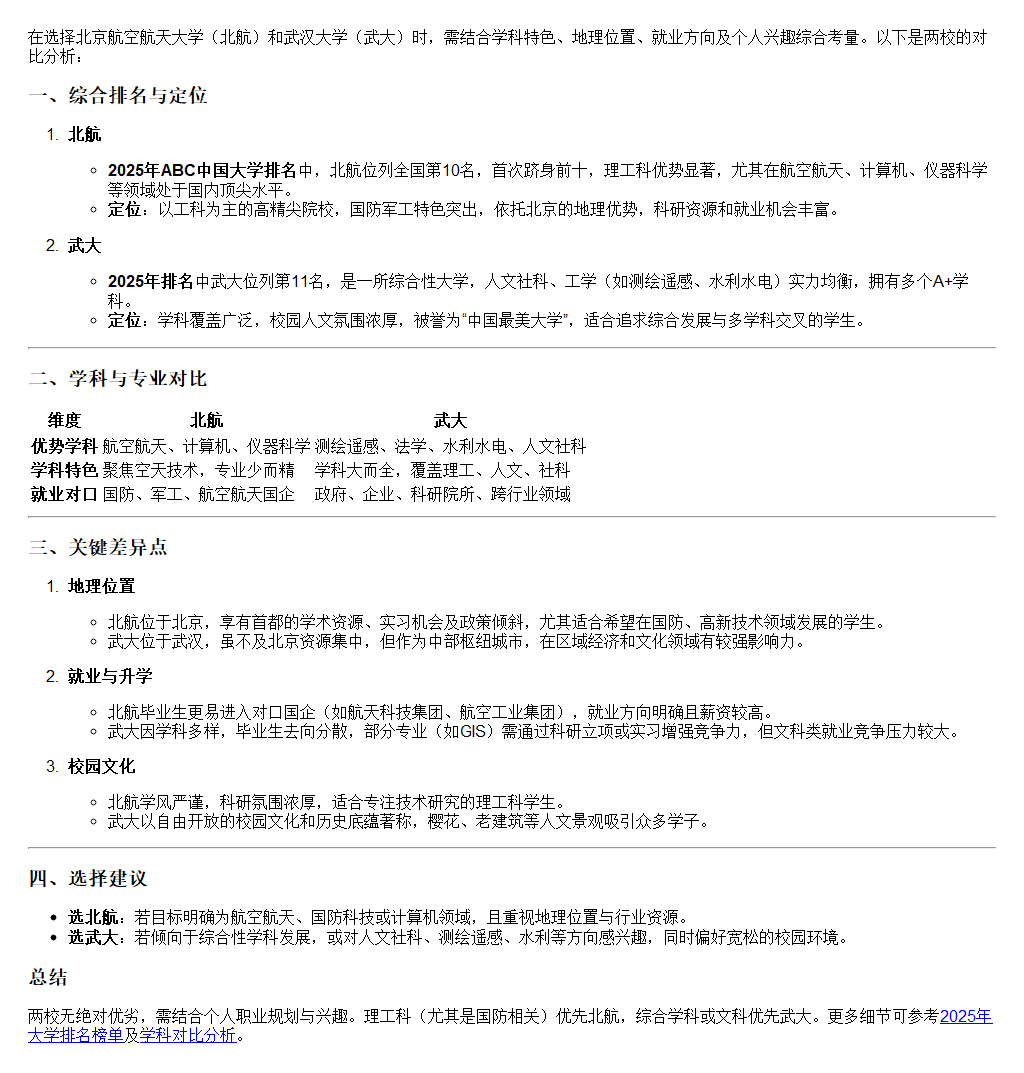 在选择北京航空航天大学（北航）和武汉大学（武大）时，需结合学科特色、地理位置、就业方向及个人兴趣综合考量。以下是两校的对
比分析：
一、综合排名与定位
1. 北航
◦ 2025年ABC中国大学排名中，北航位列全国第10名，首次跻身前十，理工科优势显著，尤其在航空航天、计算机、仪器科学
等领域处于国内顶尖水平。
◦ 定位：以工科为主的高精尖院校，国防军工特色突出，依托北京的地理优势，科研资源和就业机会丰富。
2. 武大
◦ 2025年排名中武大位列第11名，是一所综合性大学，人文社科、工学（如测绘遥感、水利水电）实力均衡，拥有多个A+学
科。
◦ 定位：学科覆盖广泛，校园人文氛围浓厚，被誉为“中国最美大学”，适合追求综合发展与多学科交叉的学生。
二、学科与专业对比
维度 北航 武大
优势学科 航空航天、计算机、仪器科学 测绘遥感、法学、水利水电、人文社科
学科特色 聚焦空天技术，专业少而精 学科大而全，覆盖理工、人文、社科
就业对口 国防、军工、航空航天国企 政府、企业、科研院所、跨行业领域
三、关键差异点
1. 地理位置
◦ 北航位于北京，享有首都的学术资源、实习机会及政策倾斜，尤其适合希望在国防、高新技术领域发展的学生。
◦ 武大位于武汉，虽不及北京资源集中，但作为中部枢纽城市，在区域经济和文化领域有较强影响力。
2. 就业与升学
◦ 北航毕业生更易进入对口国企（如航天科技集团、航空工业集团），就业方向明确且薪资较高。
◦ 武大因学科多样，毕业生去向分散，部分专业（如GIS）需通过科研立项或实习增强竞争力，但文科类就业竞争压力较大。
3. 校园文化
◦ 北航学风严谨，科研氛围浓厚，适合专注技术研究的理工科学生。
◦ 武大以自由开放的校园文化和历史底蕴著称，樱花、老建筑等人文景观吸引众多学子。
四、选择建议
• 选北航：若目标明确为航空航天、国防科技或计算机领域，且重视地理位置与行业资源。
• 选武大：若倾向于综合性学科发展，或对人文社科、测绘遥感、水利等方向感兴趣，同时偏好宽松的校园环境。
总结
两校无绝对优劣，需结合个人职业规划与兴趣。理工科（尤其是国防相关）优先北航，综合学科或文科优先武大。更多细节可参考2025年
大学排名榜单及学科对比分析。